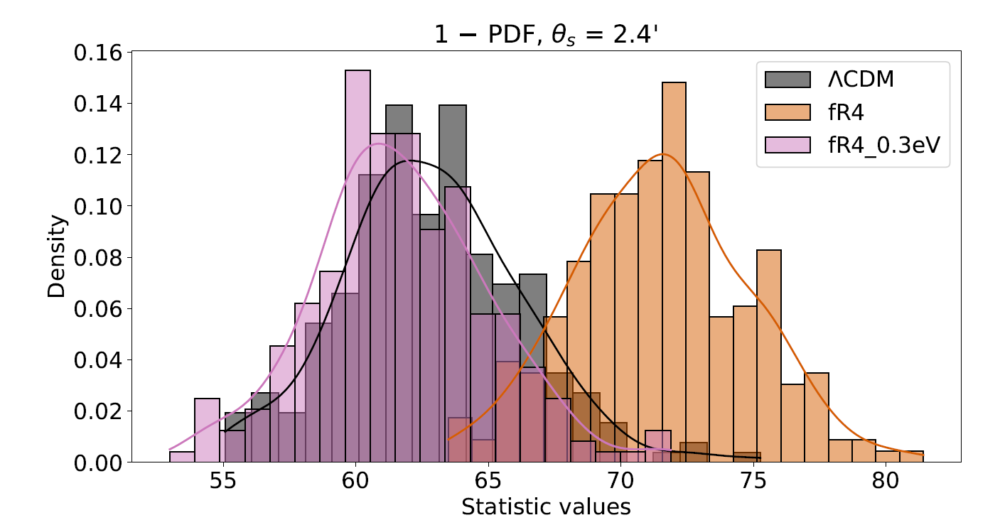 1 − PDF, θs = 2.4'
0.16
0.14
0.12
0.10
0.08
0.06
0.04
0.02
0.00
Density
ΛCDM
fR4
fR4_0.3eV
55 60 65 70 75 80
Statistic values